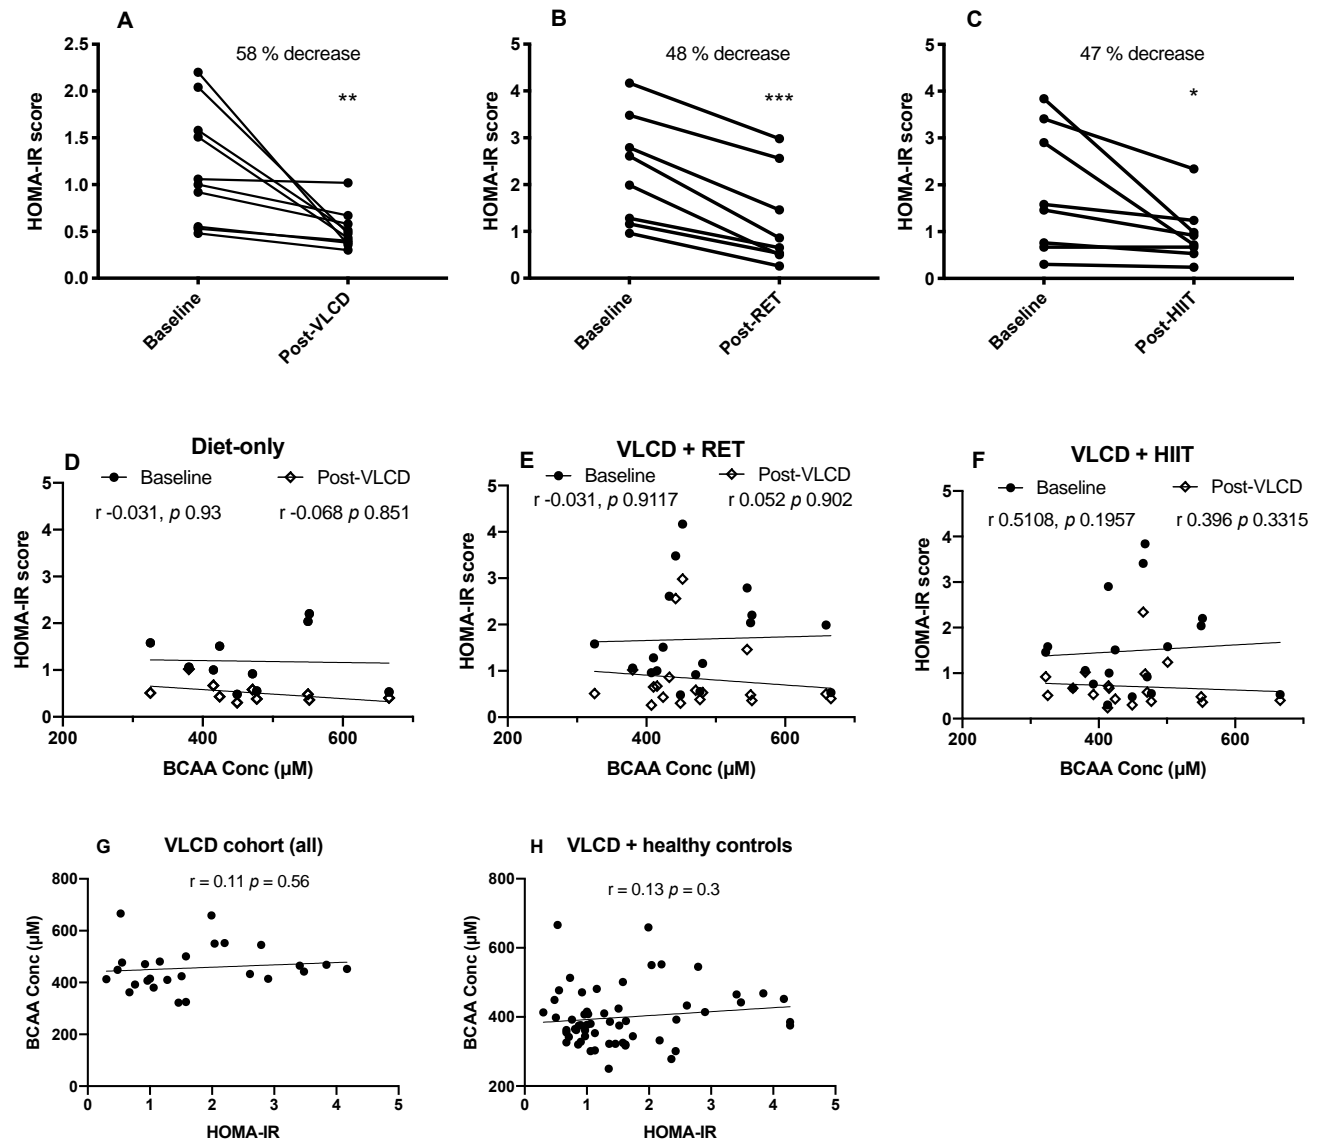 A
B
C
2.5
2.0
1.5
1.0
0.5
0.0
HOMA-IR score
58 % decrease
**
Baseline
Post-VLCD
5
4
3
2
1
0
HOMA-IR score
48 % decrease
***
Baseline
Post-RET
5
4
3
2
1
0
HOMA-IR score
47 % decrease
*
Baseline
Post-HIIT
D
Diet-only
Baseline
Post-VLCD
r -0.031, p 0.93
r -0.068 p 0.851
5
4
3
2
1
0
HOMA-IR score
200
400
600
BCAA Conc (µM)
E
VLCD + RET
Baseline
Post-VLCD
r -0.031, p 0.9117
r 0.052 p 0.902
5
4
3
2
1
0
HOMA-IR score
200
400
600
BCAA Conc (µM)
F
VLCD + HIIT
Baseline
Post-VLCD
r 0.5108, p 0.1957
r 0.396 p 0.3315
5
4
3
2
1
0
HOMA-IR score
200
400
600
BCAA Conc (µM)
G
VLCD cohort (all)
r = 0.11 p = 0.56
800
600
400
200
0
BCAA Conc (µM)
0
1
2
3
4
5
HOMA-IR
H
VLCD + healthy controls
r = 0.13 p = 0.3
800
600
400
200
BCAA Conc (µM)
0
1
2
3
4
5
HOMA-IR